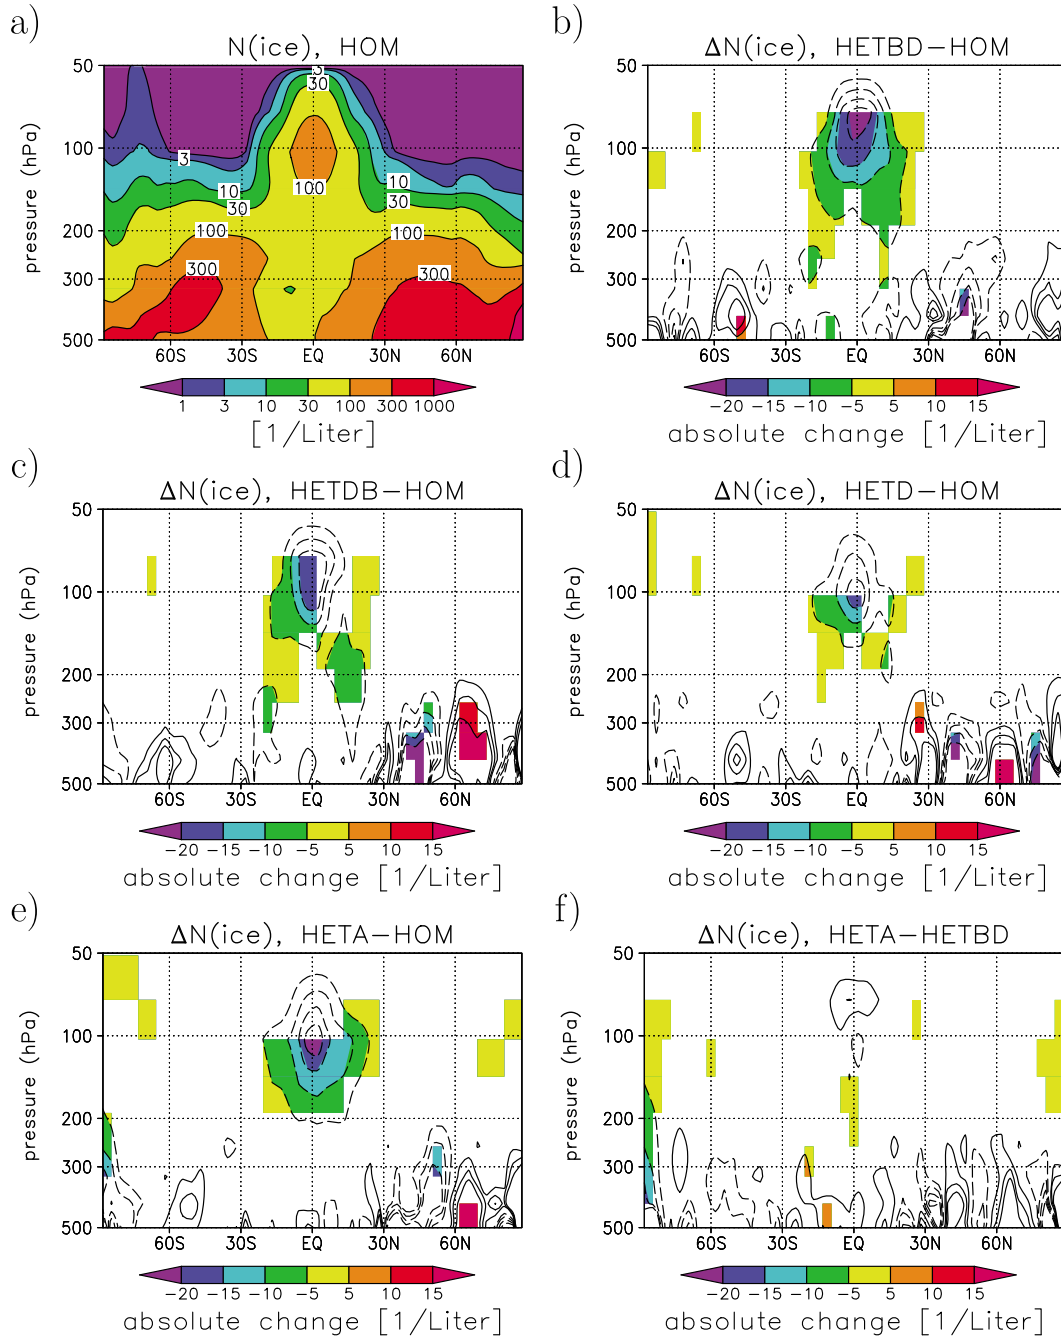 a)
N(ice), HOM
50
100
200
300
500
pressure (hPa)
3
30
3
10
30
100
10
30
100
100
300
300
60S 30S EQ 30N 60N
1 3 10 30 100 300 1000
[1/Liter]
b)
ΔN(ice), HETBD-HOM
50
100
200
300
500
pressure (hPa)
60S 30S EQ 30N 60N
-20 -15 -10 -5 5 10 15
absolute change [1/Liter]
c)
ΔN(ice), HETDB-HOM
50
100
200
300
500
pressure (hPa)
60S 30S EQ 30N 60N
-20 -15 -10 -5 5 10 15
absolute change [1/Liter]
d)
ΔN(ice), HETD-HOM
50
100
200
300
500
pressure (hPa)
60S 30S EQ 30N 60N
-20 -15 -10 -5 5 10 15
absolute change [1/Liter]
e)
ΔN(ice), HETA-HOM
50
100
200
300
500
pressure (hPa)
60S 30S EQ 30N 60N
-20 -15 -10 -5 5 10 15
absolute change [1/Liter]
f)
ΔN(ice), HETA-HETBD
50
100
200
300
500
pressure (hPa)
60S 30S EQ 30N 60N
-20 -15 -10 -5 5 10 15
absolute change [1/Liter]